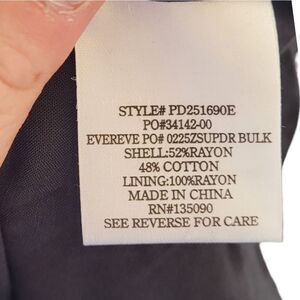 STYLE# PD251690E
PO#34142-00
EVEREVE PO# 0225ZSUPDR BULK
SHELL:52%RAYON
48% COTTON
LINING:100%RAYON
MADE IN CHINA
RN#135090
SEE REVERSE FOR CARE